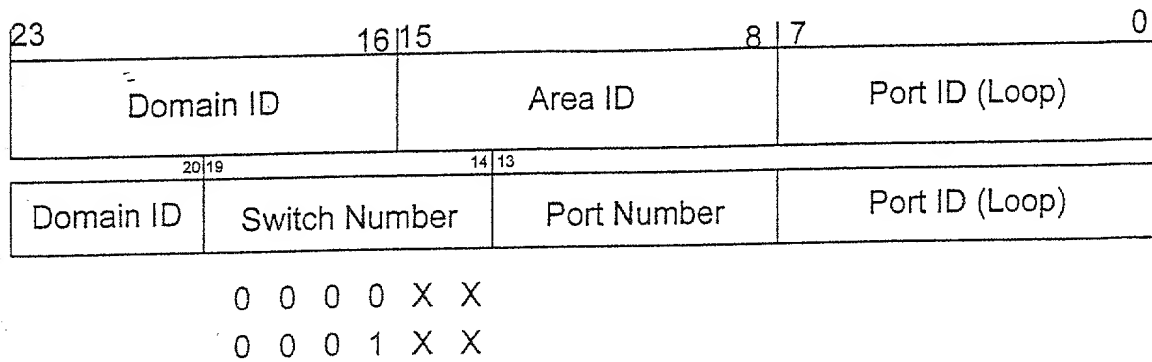 23 16 15 8 7 0
Domain ID Area ID Port ID (Loop)
20 19 14 13
Domain ID Switch Number Port Number Port ID (Loop)
0 0 0 0 X X
0 0 0 1 X X